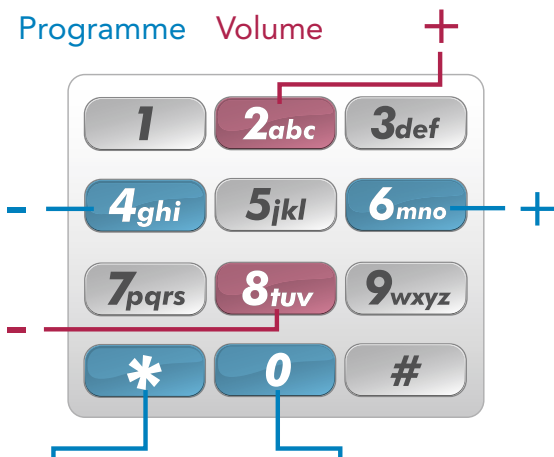 Programme Volume +
1 2abc 3def
- 4ghi 5jkl 6mno +
7pqrs 8tuv 9wxyz
-
* 0 #